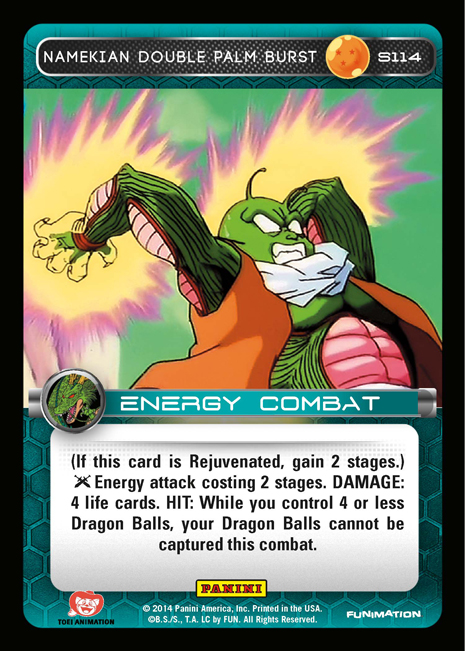 NAMEKIAN DOUBLE PALM BURST S114
ENERGY COMBAT
(If this card is Rejuvenated, gain 2 stages.)
Energy attack costing 2 stages. DAMAGE:
4 life cards. HIT: While you control 4 or less
Dragon Balls, your Dragon Balls cannot be
captured this combat.
PANINI
TOEI ANIMATION
© 2014 Panini America, Inc. Printed in the USA.
©B.S./S., T.A. LC by FUN. All Rights Reserved.
FUNIMATION